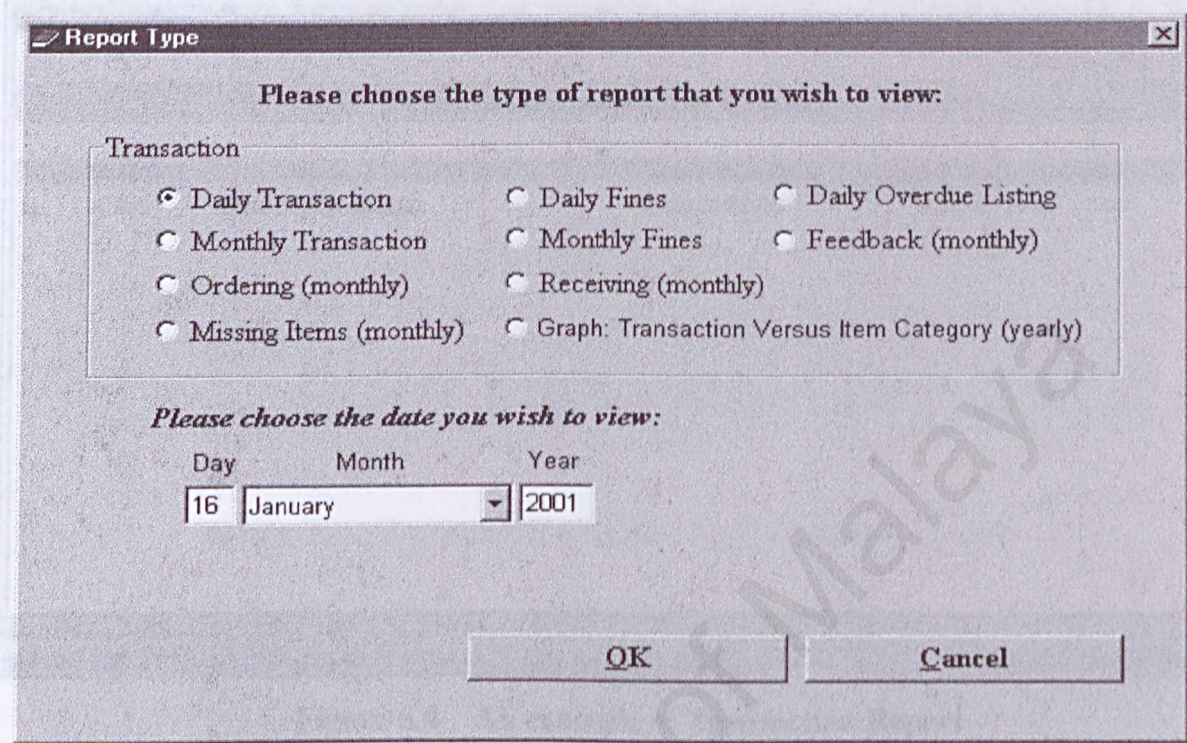 Report Type
Please choose the type of report that you wish to view:
Transaction
Daily Transaction
Daily Fines
Daily Overdue Listing
Monthly Transaction
Monthly Fines
Feedback (monthly)
Ordering (monthly)
Receiving (monthly)
Missing Items (monthly)
Graph: Transaction Versus Item Category (yearly)
Please choose the date you wish to view:
Day Month Year
16 January 2001
OK Cancel
of Malaya